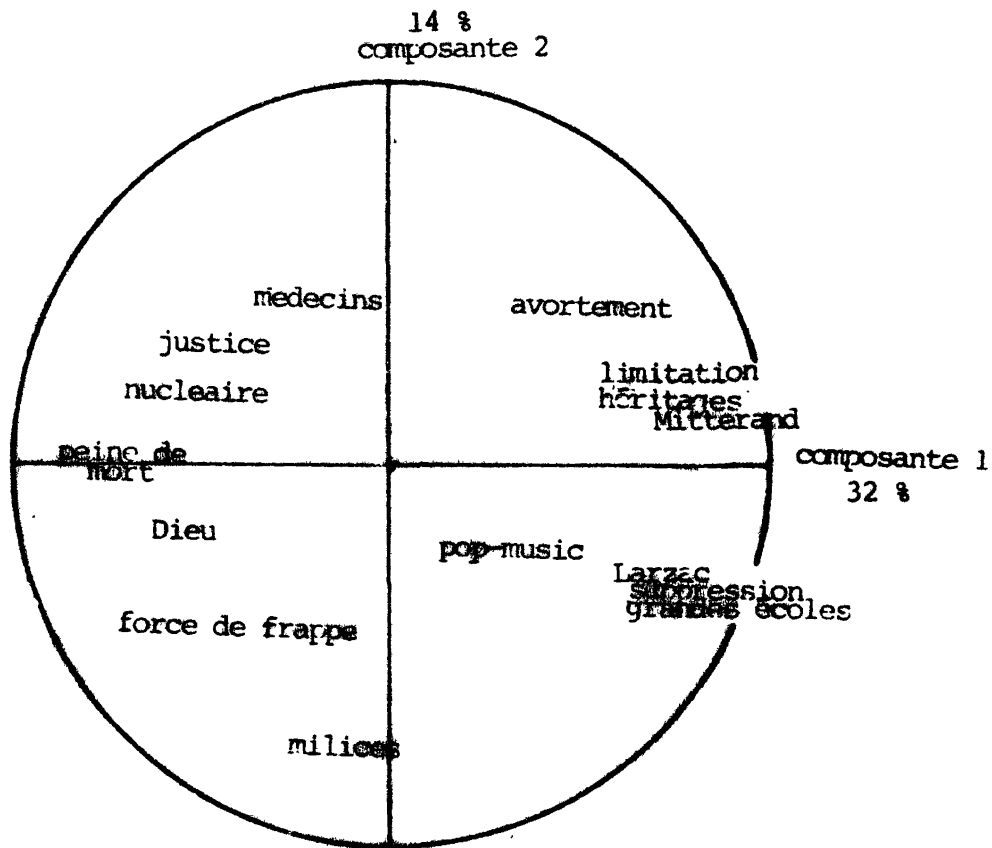 14 %
composante 2
medecins
avortement
justice
limitation
nucleaire
héritages
Mitterand
peine de
mort
composante 1
32 %
Dieu
pop-music
Larzac
suppression
grandes écoles
force de frappe
milices